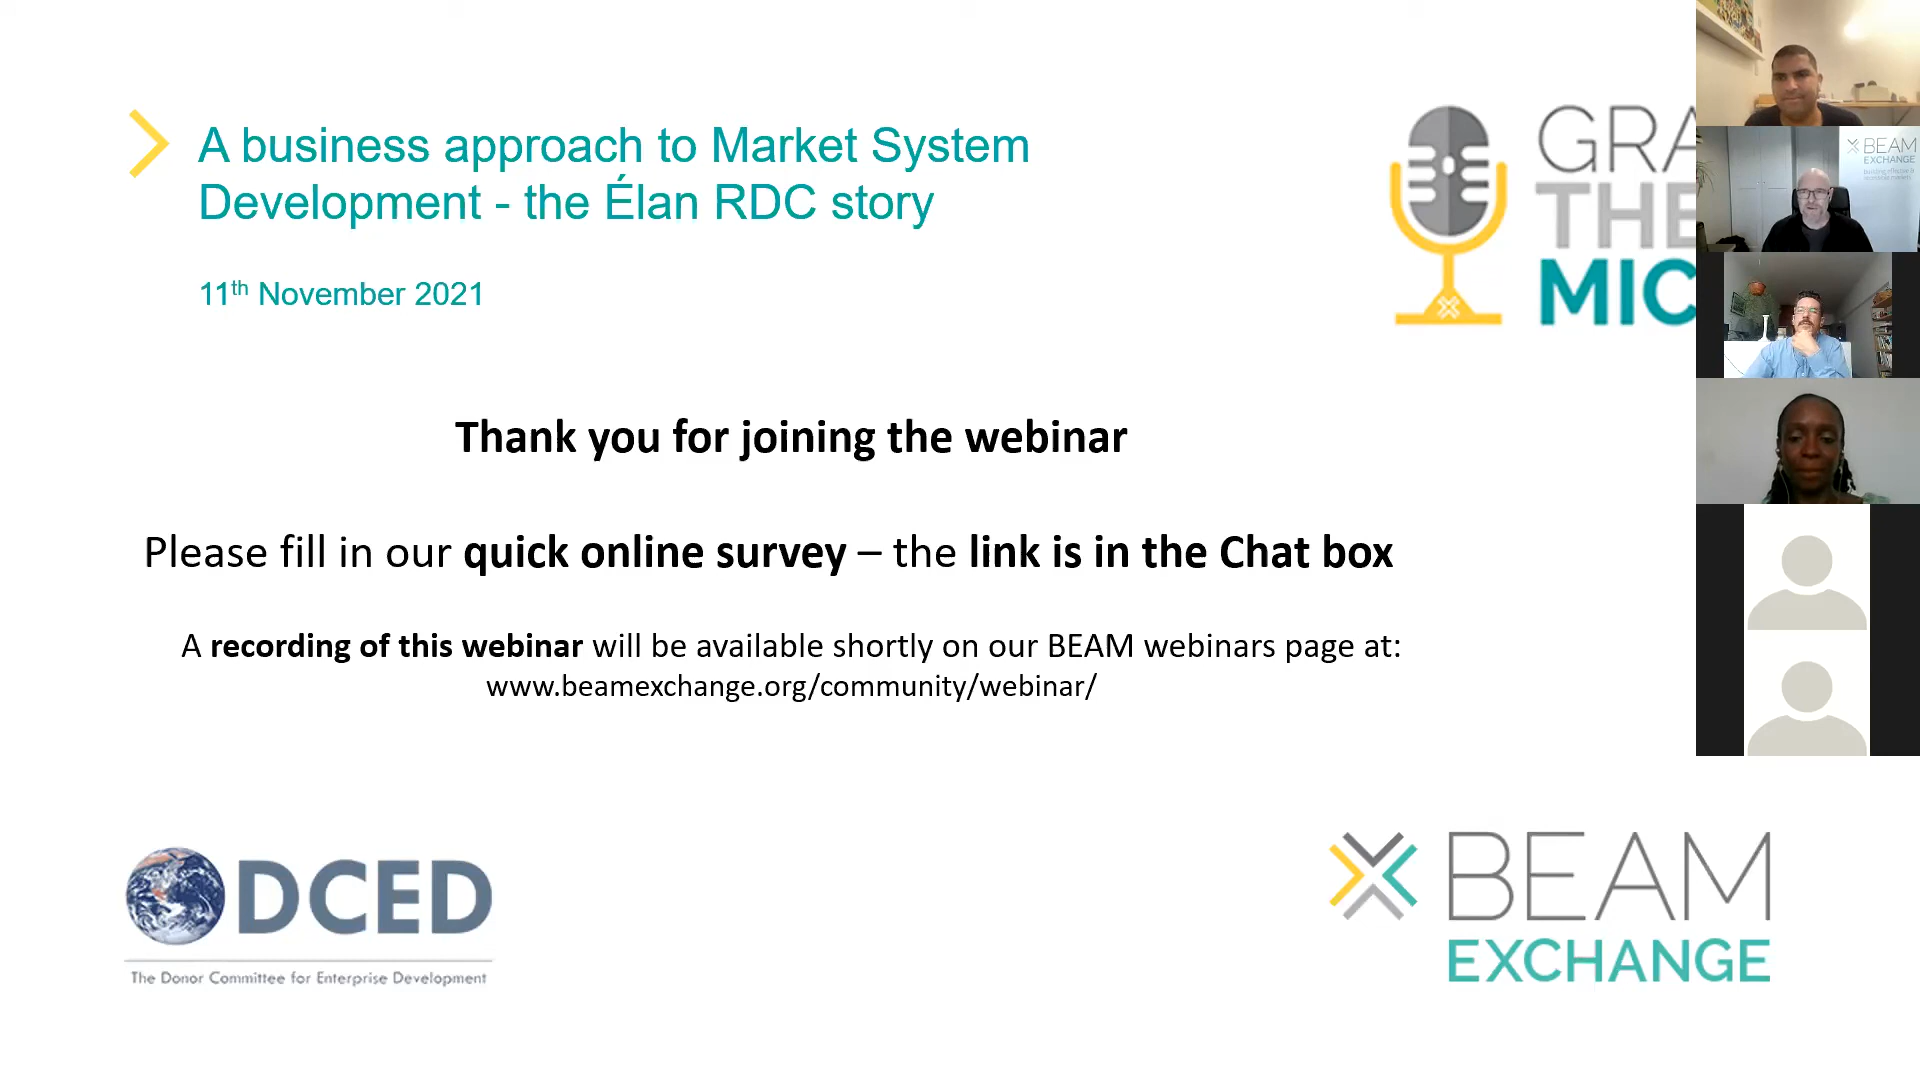 A business approach to Market System
Development - the Élan RDC story
11th November 2021
GRA
THE
MIC
BEAM
EXCHANGE
Thank you for joining the webinar
Please fill in our quick online survey – the link is in the Chat box
A recording of this webinar will be available shortly on our BEAM webinars page at:
www.beamexchange.org/community/webinar/
DCED
The Donor Committee for Enterprise Development
BEAM
EXCHANGE